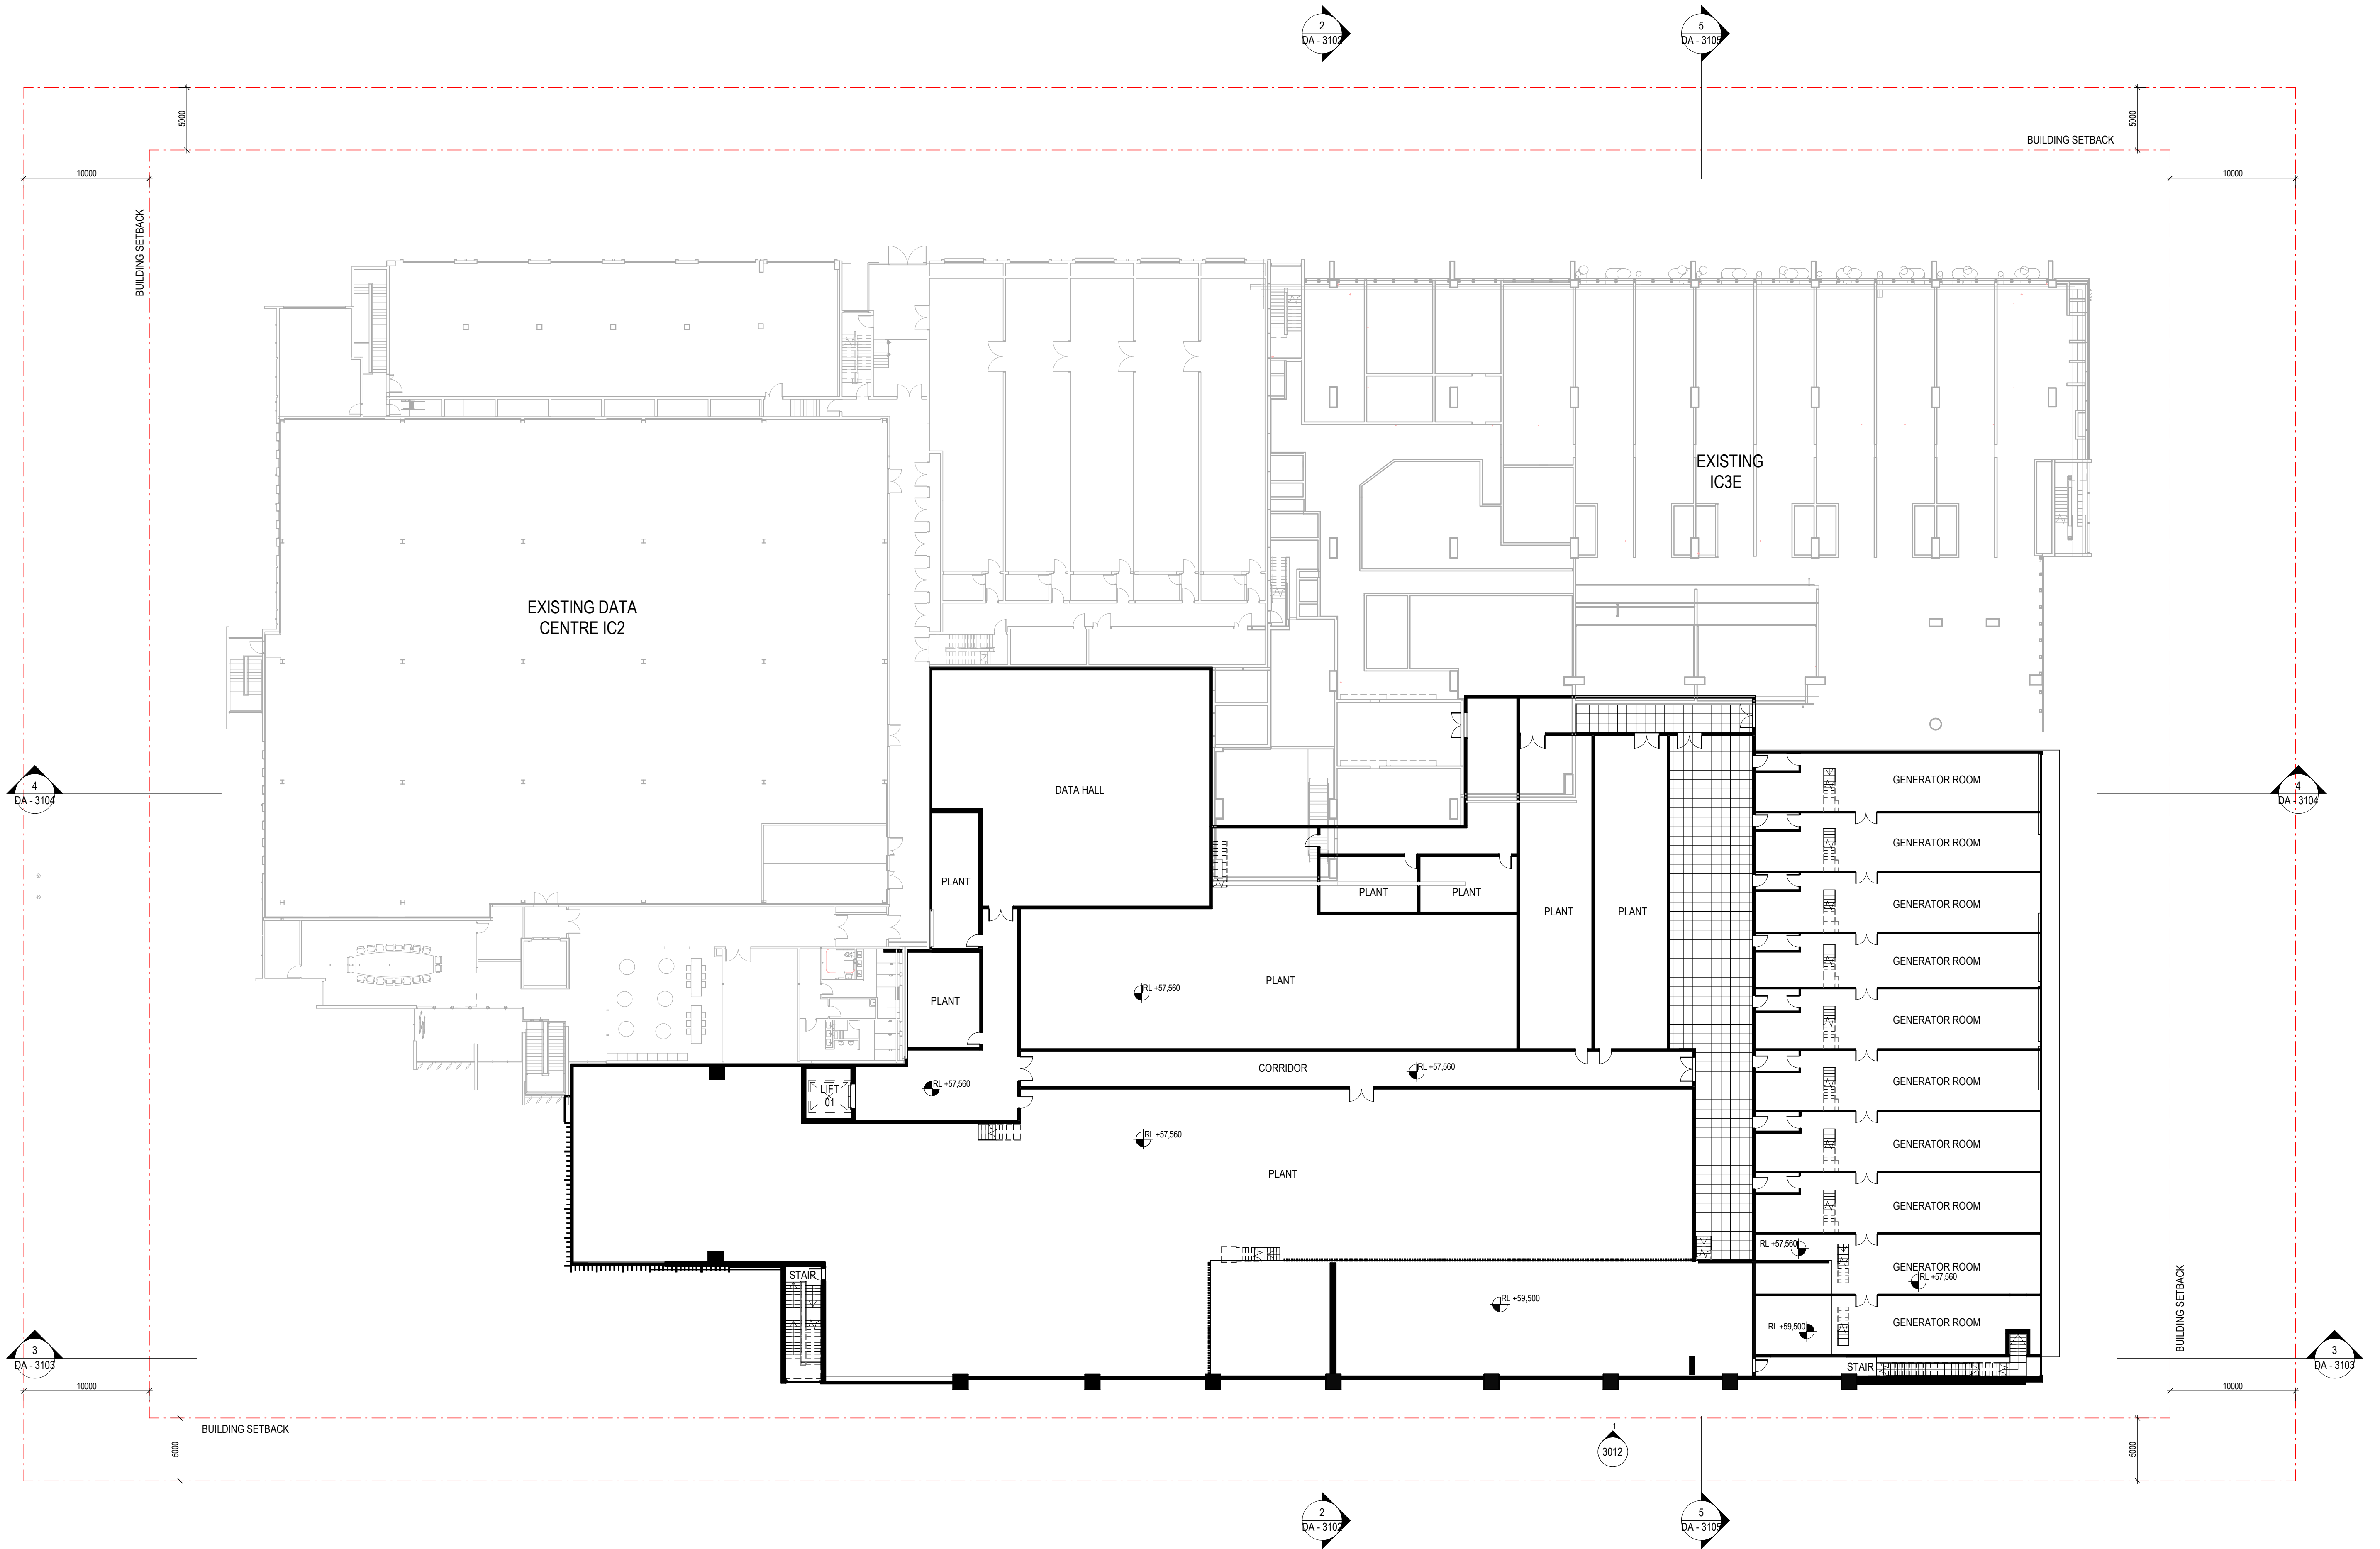 2
DA - 3102
5
DA - 3105
5000
5000
BUILDING SETBACK
10000
10000
BUILDING SETBACK
EXISTING
IC3E
EXISTING DATA
CENTRE IC2
4
DA - 3104
4
DA - 3104
DATA HALL
GENERATOR ROOM
GENERATOR ROOM
PLANT
PLANT
PLANT
PLANT
PLANT
GENERATOR ROOM
GENERATOR ROOM
PLANT
RL +57,560
PLANT
GENERATOR ROOM
CORRIDOR
RL +57,560
RL +57,560
LIFT
01
GENERATOR ROOM
RL +57,560
GENERATOR ROOM
PLANT
GENERATOR ROOM
RL +57,560
GENERATOR ROOM
RL +57,560
STAIR
RL +59,500
RL +59,500
GENERATOR ROOM
BUILDING SETBACK
3
DA - 3103
STAIR
3
DA - 3103
10000
10000
BUILDING SETBACK
5000
1
3012
5000
2
DA - 3102
5
DA - 3105